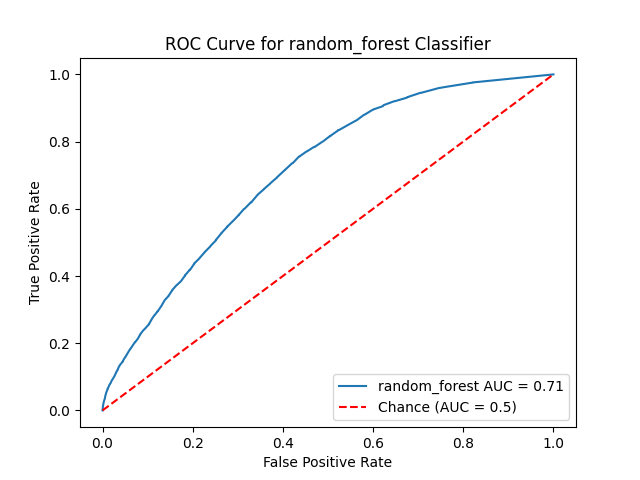 ROC Curve for random_forest Classifier
True Positive Rate
1.0
0.8
0.6
0.4
0.2
0.0
random_forest AUC = 0.71
Chance (AUC = 0.5)
0.0 0.2 0.4 0.6 0.8 1.0
False Positive Rate